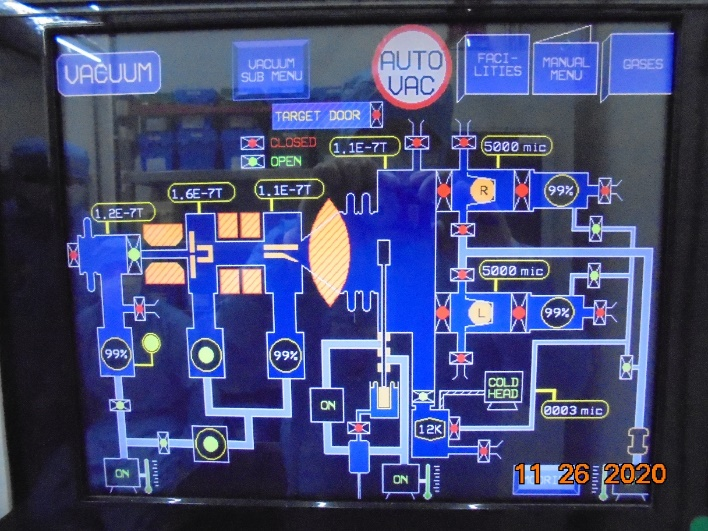 VACUUM
VACUUM
SUB MENU
AUTO
VAC
FACI-
LITIES
MANUAL
MENU
GASES
TARGET DOOR
CLOSED
OPEN
1.1E-7T
5000 mic
1.6E-7T
1.1E-7T
R
99%
1.2E-7T
5000 mic
L
99%
99%
99%
COLD
HEAD
ON
0003 mic
12K
ON
ON
11 26 2020